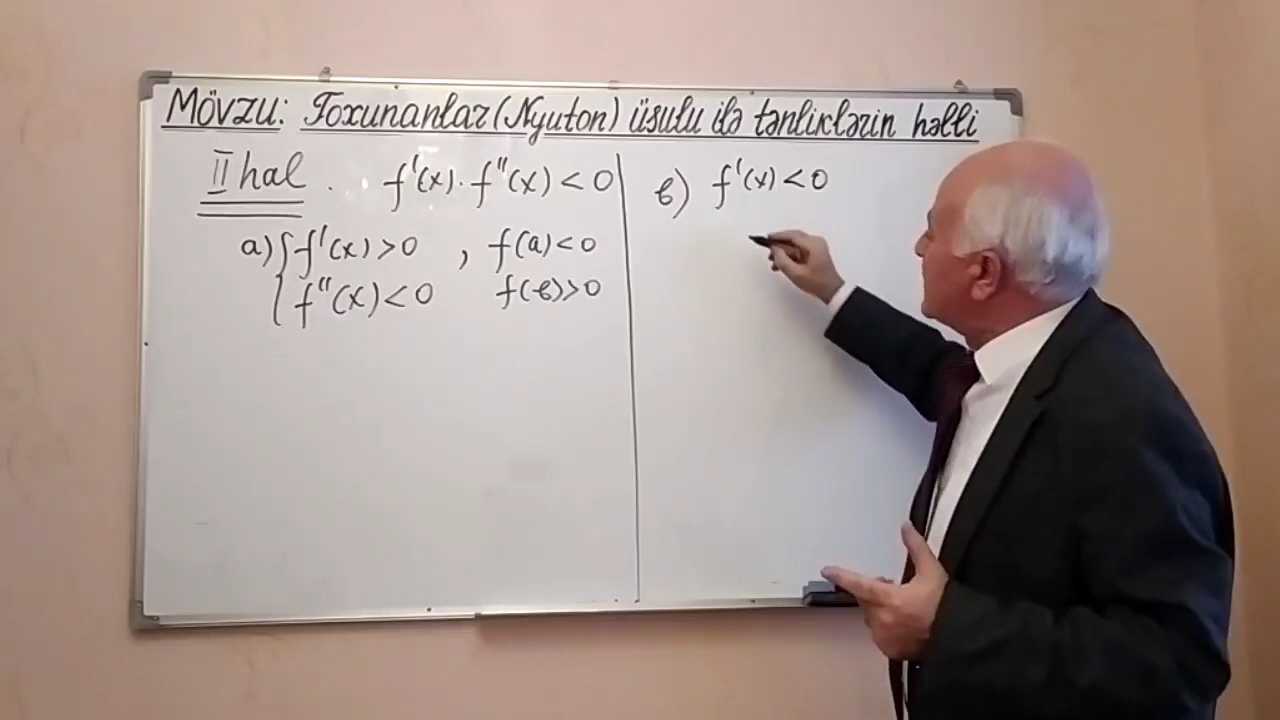 Mövzu: Toxunanlar (Nyuton) üsulu ilə tənliklərin həlli
II hal. f'(x)·f''(x)<0
a) { f'(x)>0 , f(a)<0
f''(x)<0 f(b)>0
b) f'(x)<0